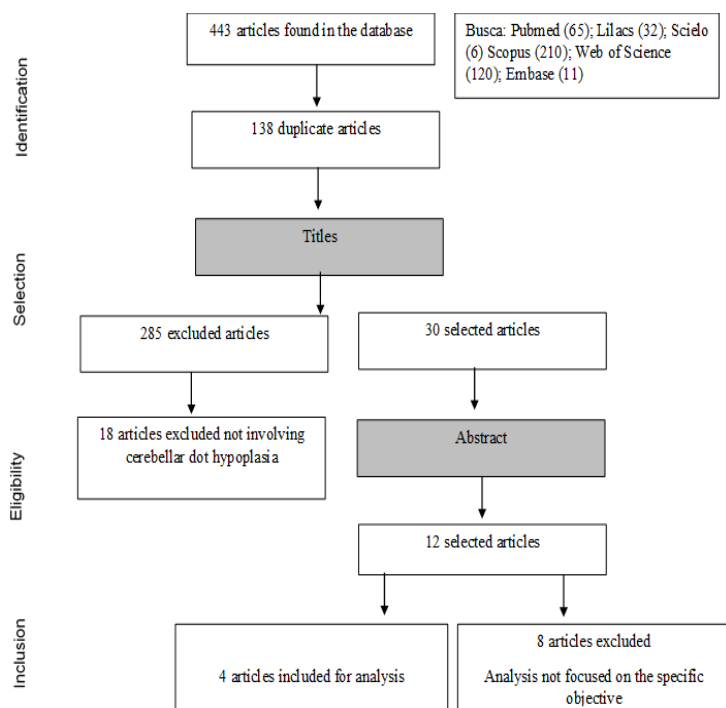 443 articles found in the database
Busca: Pubmed (65); Lilacs (32); Scielo
(6) Scopus (210); Web of Science
(120); Embase (11)
Identification
138 duplicate articles
Titles
Selection
285 excluded articles
30 selected articles
18 articles excluded not involving
cerebellar dot hypoplasia
Abstract
Eligibility
12 selected articles
Inclusion
4 articles included for analysis
8 articles excluded
Analysis not focused on the specific
objective